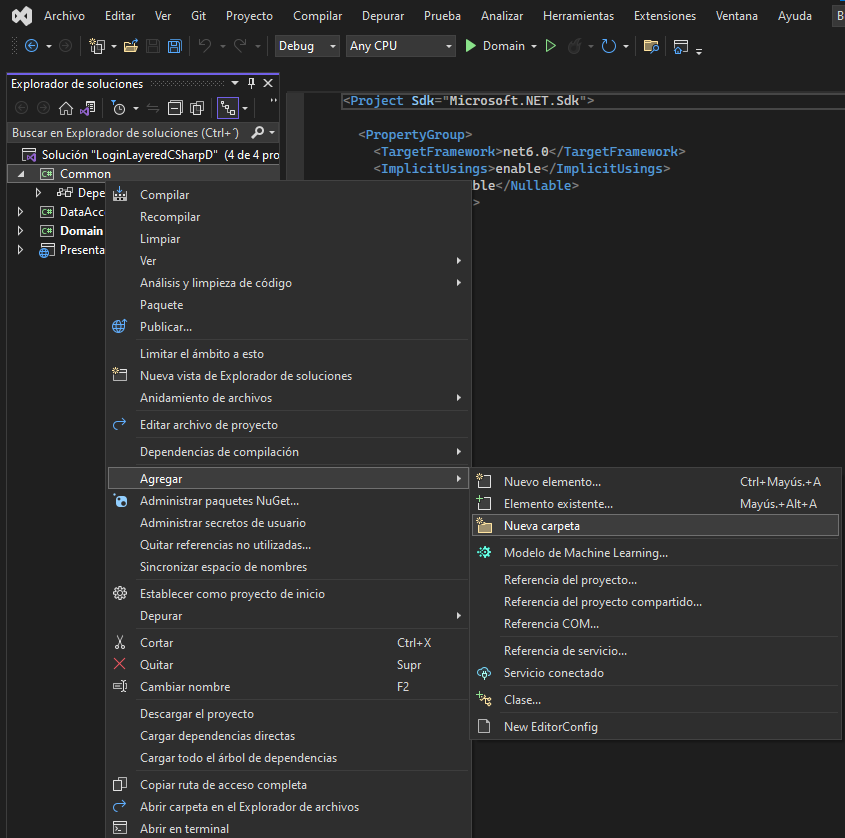 Archivo Editar Ver Git Proyecto Compilar Depurar Prueba Analizar Herramientas Extensiones Ventana Ayuda B
Debug Any CPU Domain
Explorador de soluciones
Buscar en Explorador de soluciones (Ctrl+´)
Solución "LoginLayeredCSharpD" (4 de 4 pro
Common
Depe
DataAcc
Domain
Presenta
<Project Sdk="Microsoft.NET.Sdk">
<PropertyGroup>
<TargetFramework>net6.0</TargetFramework>
<ImplicitUsings>enable</ImplicitUsings>
ble</Nullable>
>
Compilar
Recompilar
Limpiar
Ver
Análisis y limpieza de código
Paquete
Publicar...
Limitar el ámbito a esto
Nueva vista de Explorador de soluciones
Anidamiento de archivos
Editar archivo de proyecto
Dependencias de compilación
Agregar
Administrar paquetes NuGet...
Administrar secretos de usuario
Quitar referencias no utilizadas...
Sincronizar espacio de nombres
Establecer como proyecto de inicio
Depurar
Cortar Ctrl+X
Quitar Supr
Cambiar nombre F2
Descargar el proyecto
Cargar dependencias directas
Cargar todo el árbol de dependencias
Copiar ruta de acceso completa
Abrir carpeta en el Explorador de archivos
Abrir en terminal
Nuevo elemento... Ctrl+Mayús.+A
Elemento existente... Mayús.+Alt+A
Nueva carpeta
Modelo de Machine Learning...
Referencia del proyecto...
Referencia del proyecto compartido...
Referencia COM...
Referencia de servicio...
Servicio conectado
Clase...
New EditorConfig